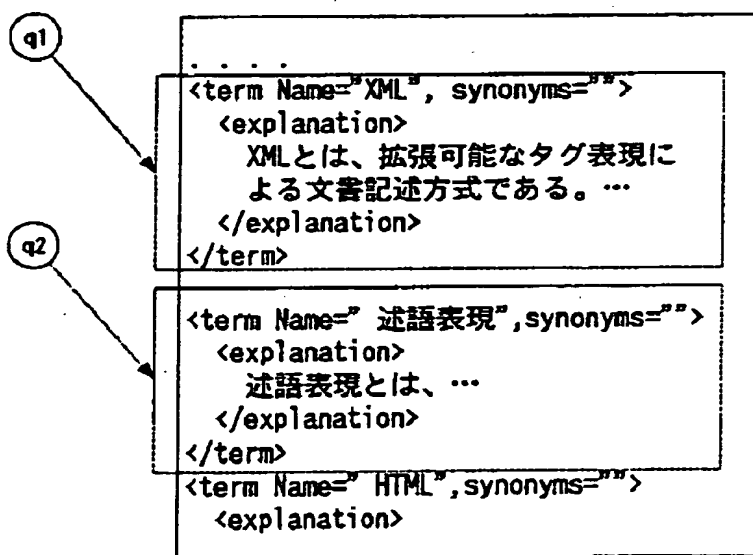 q1
. . . .
<term Name="XML", synonyms="">
<explanation>
XMLとは、拡張可能なタグ表現に
よる文書記述方式である。…
</explanation>
</term>
q2
<term Name=" 述語表現",synonyms="">
<explanation>
述語表現とは、…
</explanation>
</term>
<term Name=" HTML",synonyms="">
<explanation>